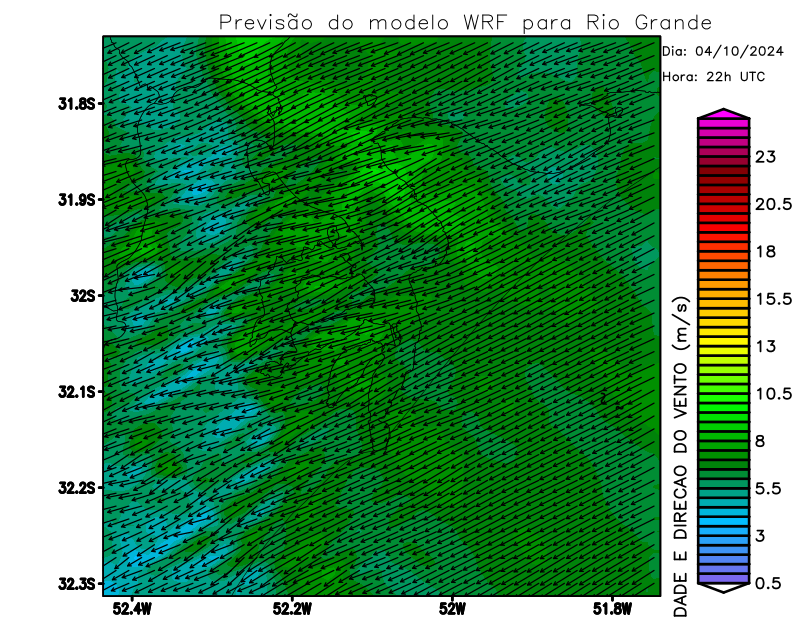 Previsão do modelo WRF para Rio Grande
Dia: 04/10/2024
Hora: 22h UTC
31.8S
31.9S
32S
32.1S
32.2S
32.3S
52.4W
52.2W
52W
51.8W
23
20.5
18
15.5
13
10.5
8
5.5
3
0.5
DADE E DIRECAO DO VENTO (m/s)